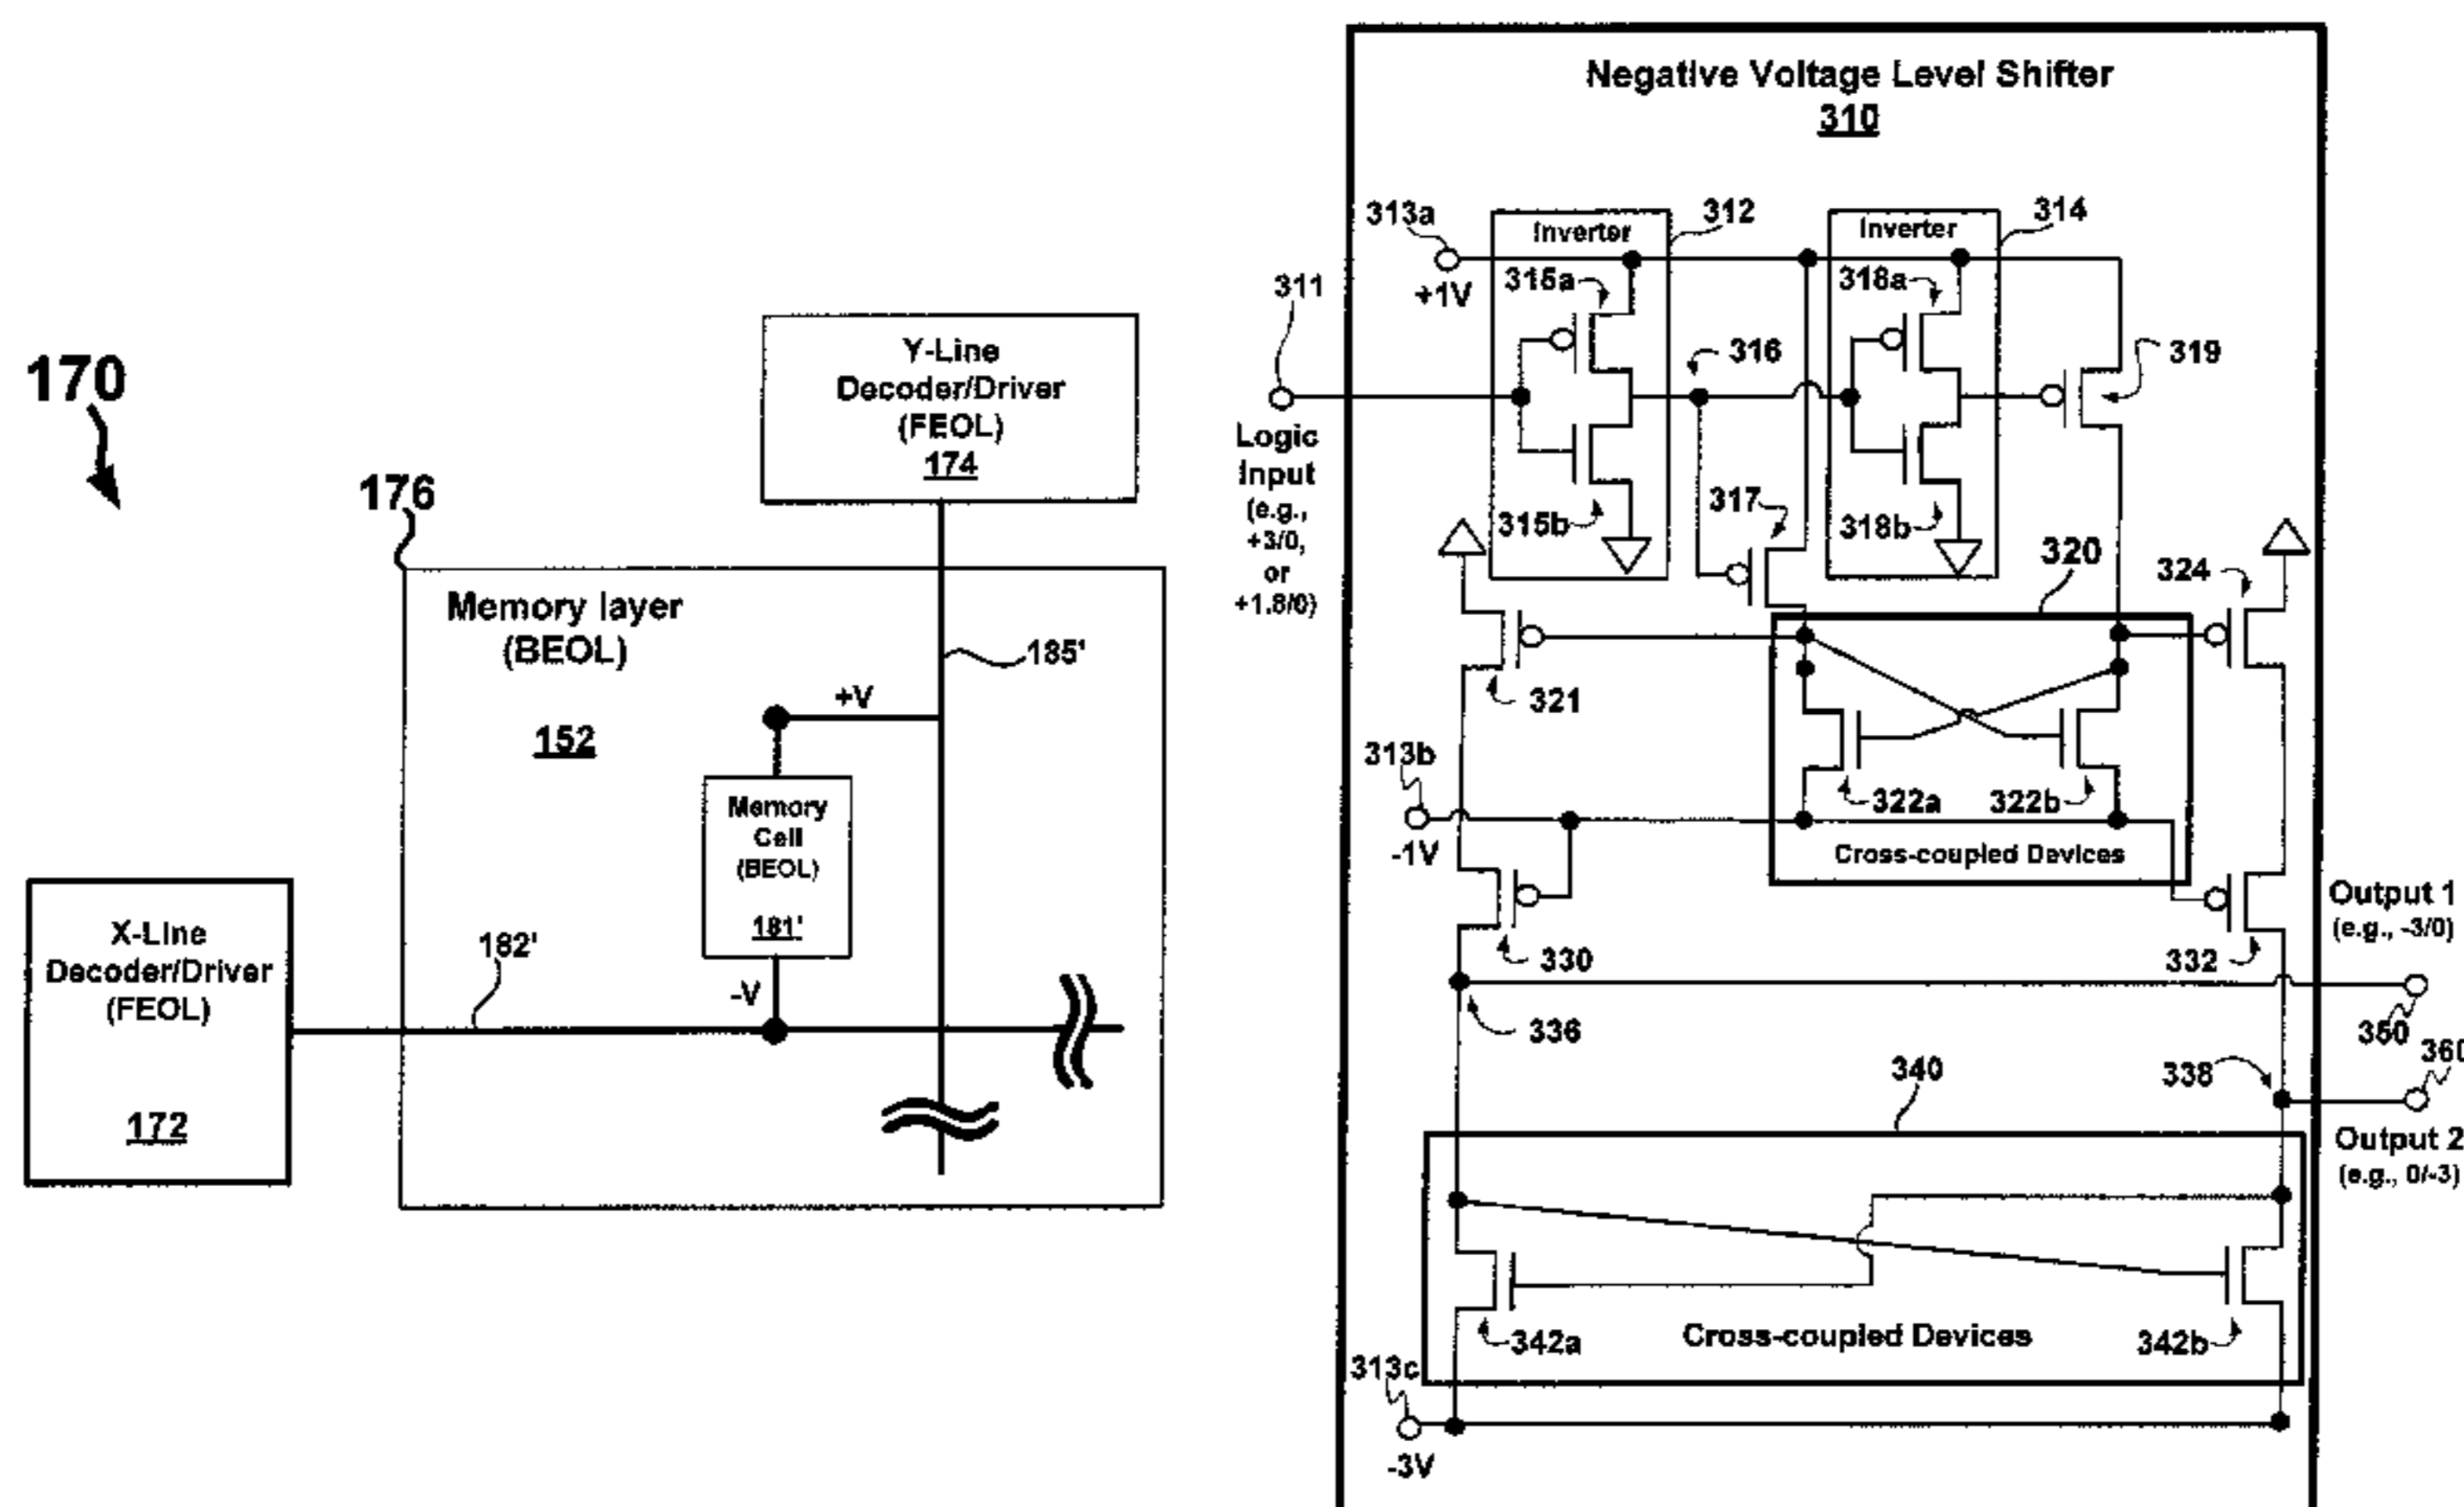 170
176
Y-Line
Decoder/Driver
(FEOL)
174
Memory layer
(BEOL)
152
185'
+V
Memory
Cell
(BEOL)
181'
-V
X-Line
Decoder/Driver
(FEOL)
172
182'
Negative Voltage Level Shifter
310
313a
+1V
311
Logic
Input
(e.g.,
+3/0,
or
+1.8/0)
Inverter
312
315a
315b
316
317
Inverter
314
318a
318b
319
320
324
321
322a
322b
Cross-coupled Devices
313b
-1V
330
332
336
338
Output 1
(e.g., -3/0)
350
360
Output 2
(e.g., 0/-3)
340
342a
Cross-coupled Devices
342b
313c
-3V